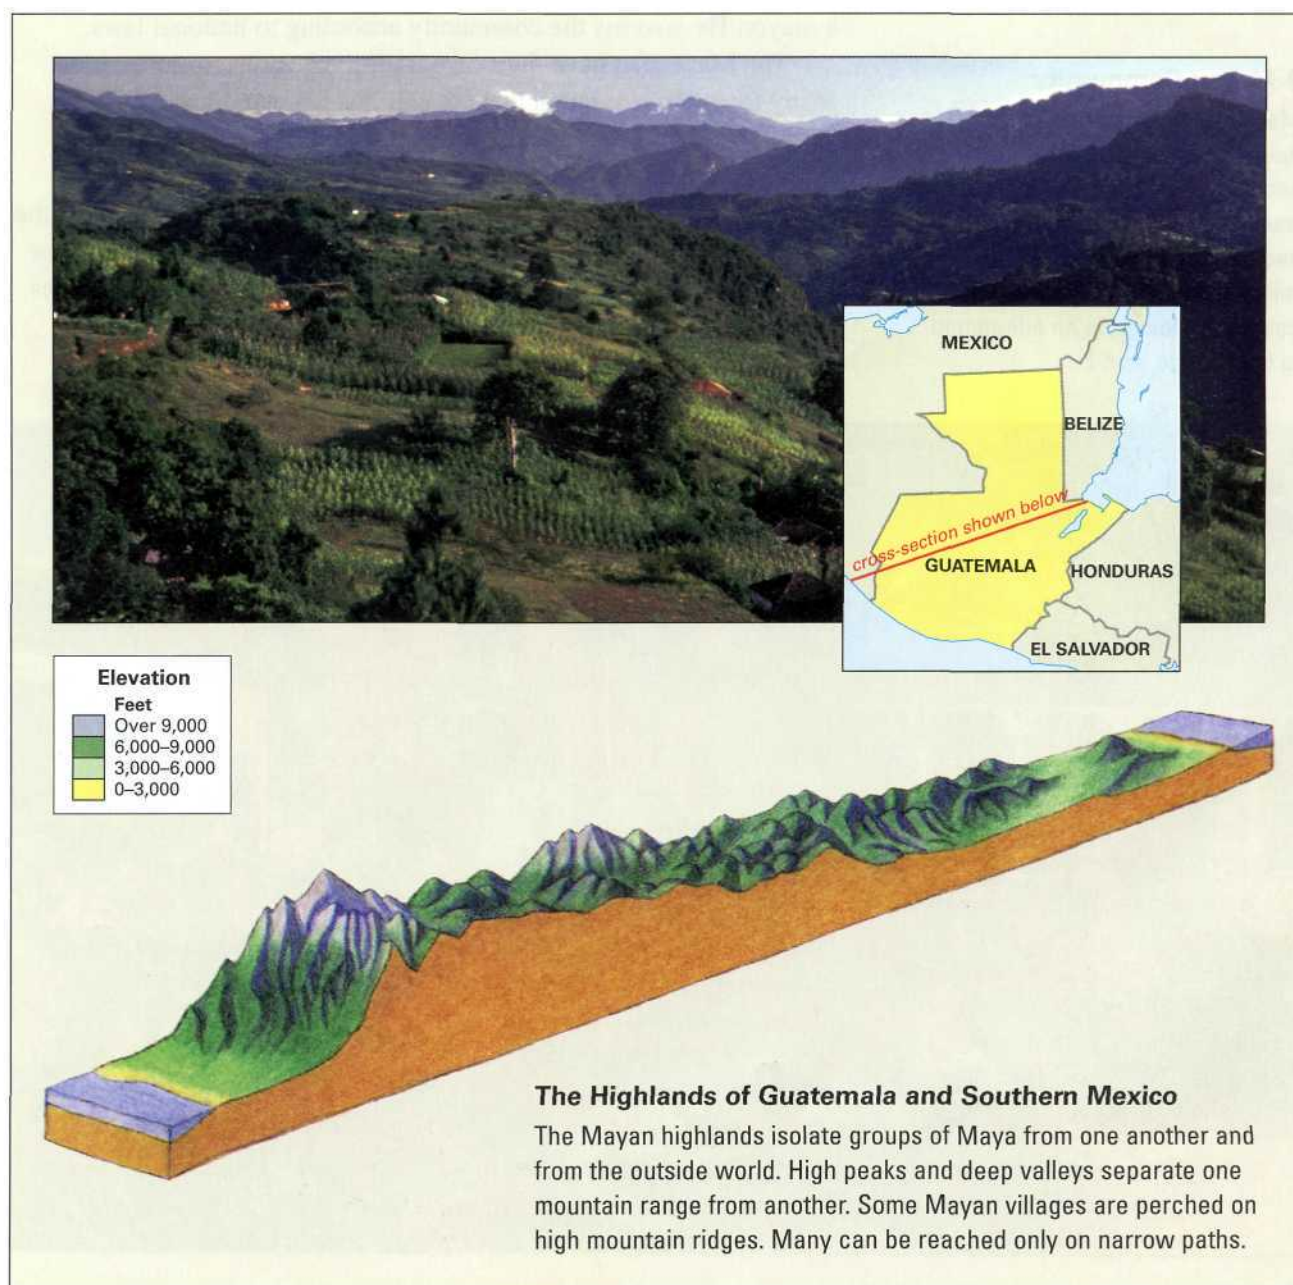 MEXICO
BELIZE
cross-section shown below
GUATEMALA
HONDURAS
EL SALVADOR
Elevation
Feet
Over 9,000
6,000–9,000
3,000–6,000
0–3,000
The Highlands of Guatemala and Southern Mexico
The Mayan highlands isolate groups of Maya from one another and
from the outside world. High peaks and deep valleys separate one
mountain range from another. Some Mayan villages are perched on
high mountain ridges. Many can be reached only on narrow paths.